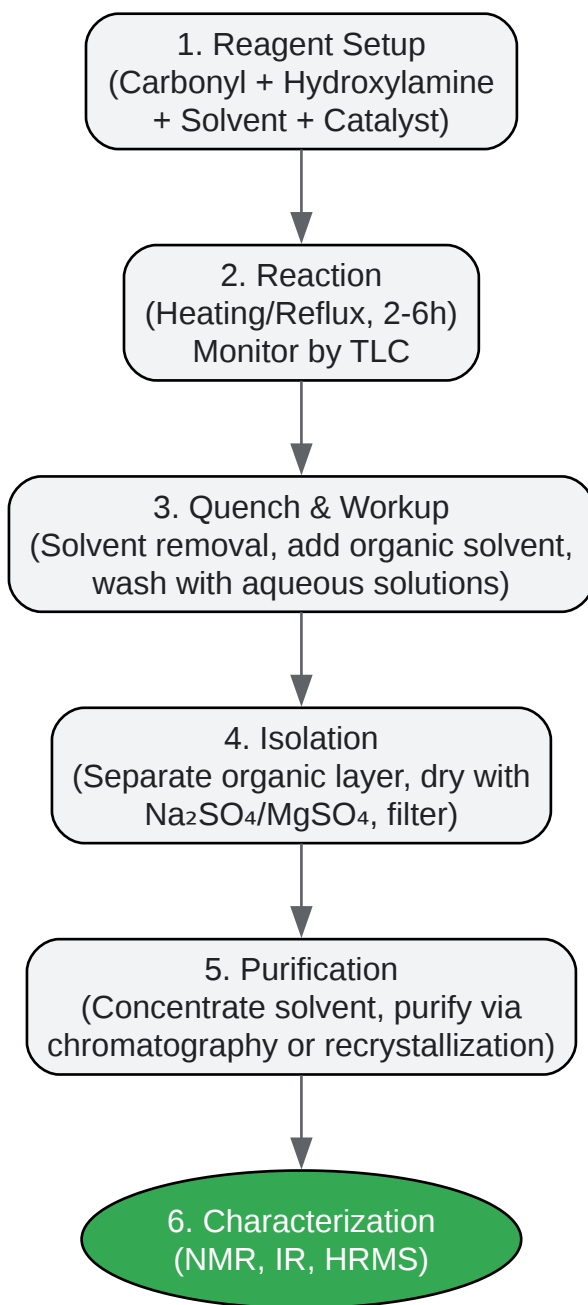 1. Reagent Setup
(Carbonyl + Hydroxylamine
+ Solvent + Catalyst)
2. Reaction
(Heating/Reflux, 2-6h)
Monitor by TLC
3. Quench & Workup
(Solvent removal, add organic solvent,
wash with aqueous solutions)
4. Isolation
(Separate organic layer, dry with
Na₂SO₄/MgSO₄, filter)
5. Purification
(Concentrate solvent, purify via
chromatography or recrystallization)
6. Characterization
(NMR, IR, HRMS)